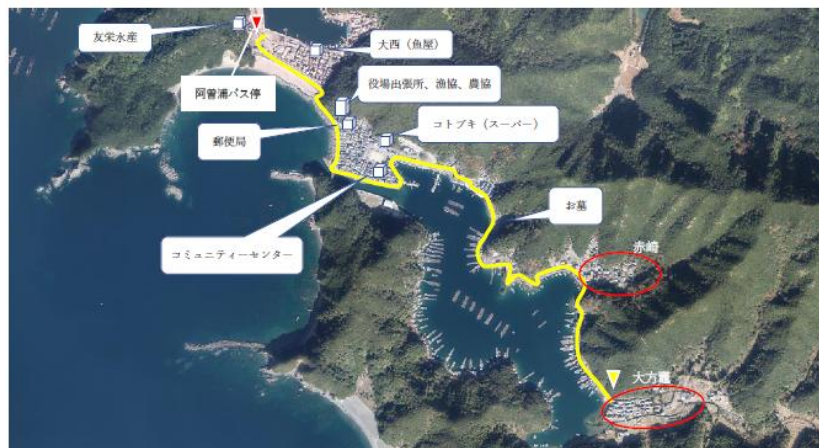 友栄水産
大西（魚屋）
阿曽浦バス停
役場出張所、漁協、農協
郵便局
コトブキ（スーパー）
お墓
コミュニティーセンター
赤崎
大方竈